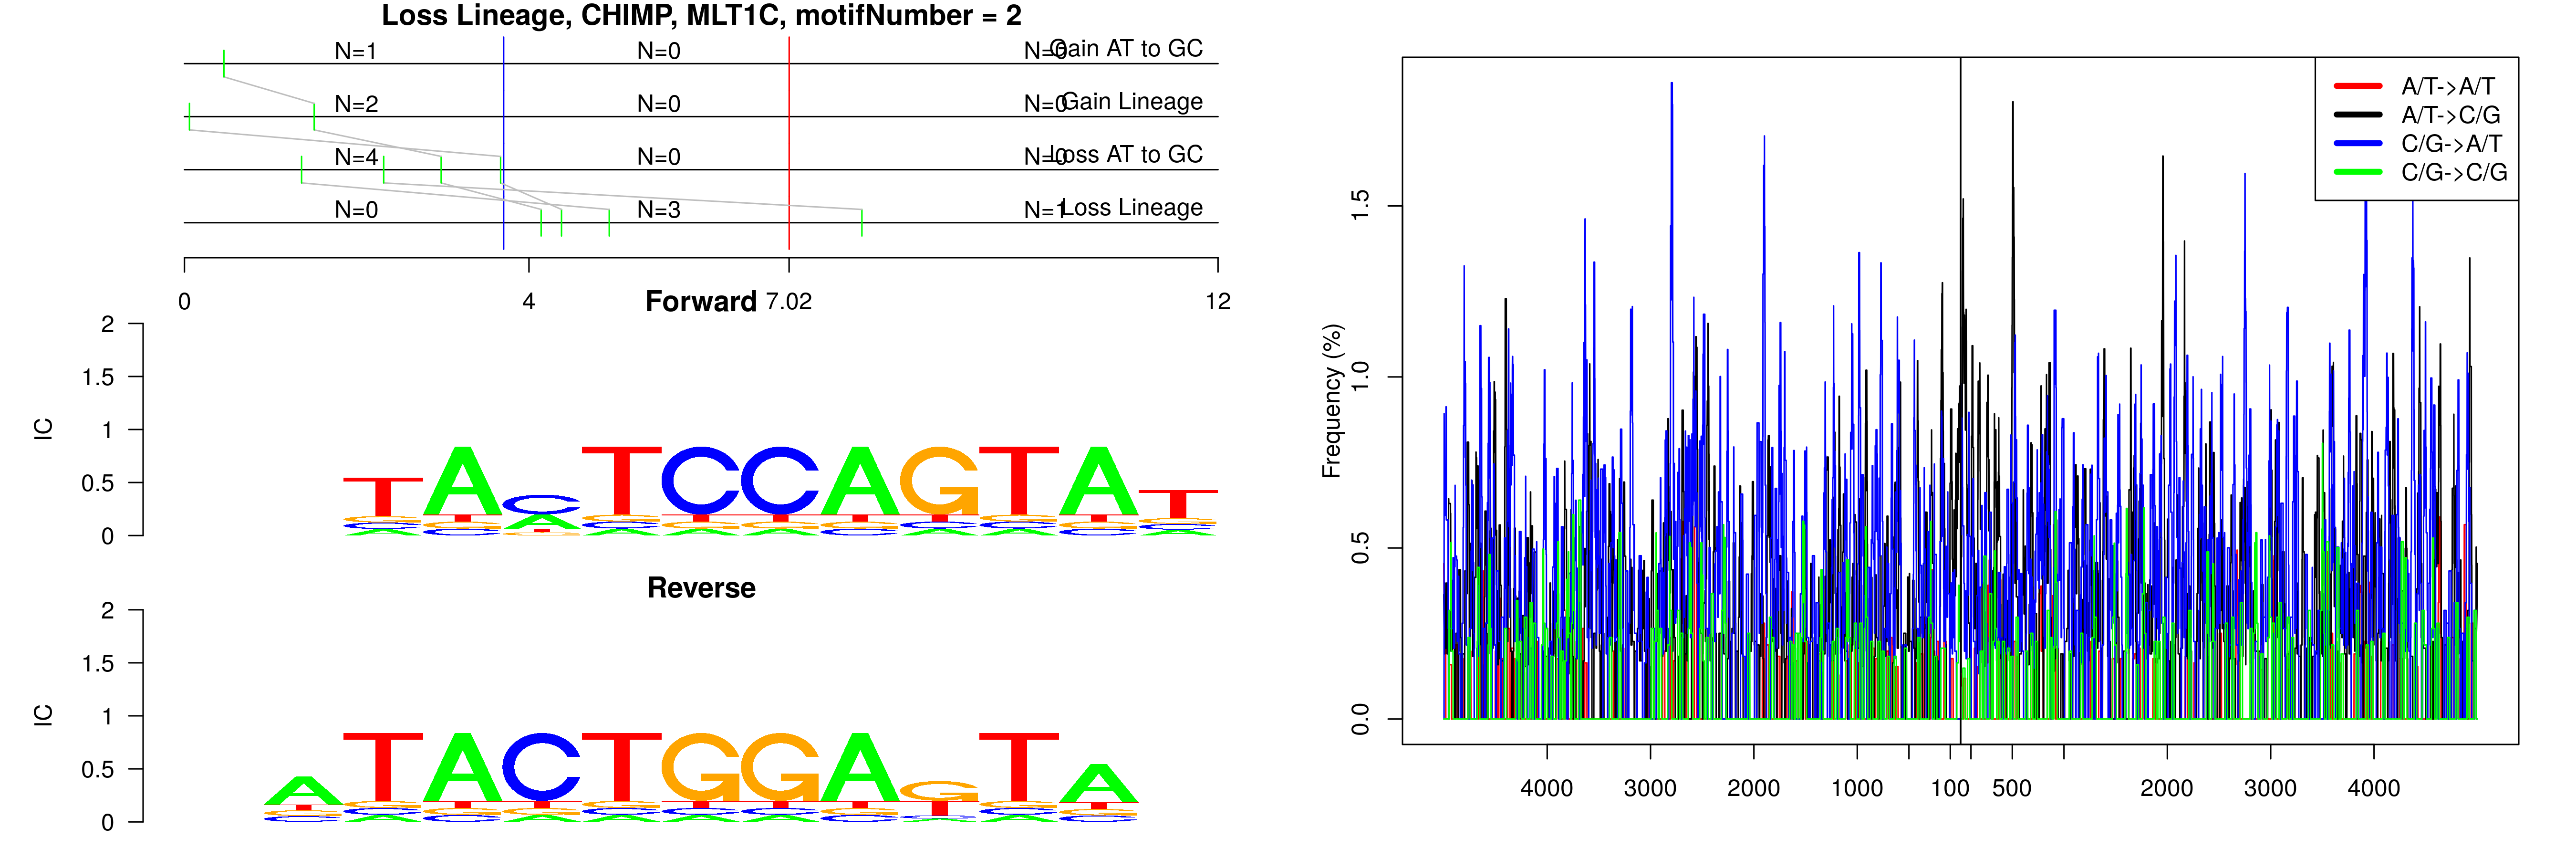 Loss Lineage, CHIMP, MLT1C, motifNumber = 2
N=1 N=0 N=0 Gain AT to GC
N=2 N=0 N=0 Gain Lineage
N=4 N=0 N=0 Loss AT to GC
N=0 N=3 N=1 Loss Lineage
0 4 7.02 12
Forward
2
1.5
1
0.5
0
IC
TACTCCAGTAT
Reverse
2
1.5
1
0.5
0
IC
ATACTGGAGTA
A/T->A/T
A/T->C/G
C/G->A/T
C/G->C/G
Frequency (%)
1.5
1.0
0.5
0.0
4000 3000 2000 1000 100 500 2000 3000 4000